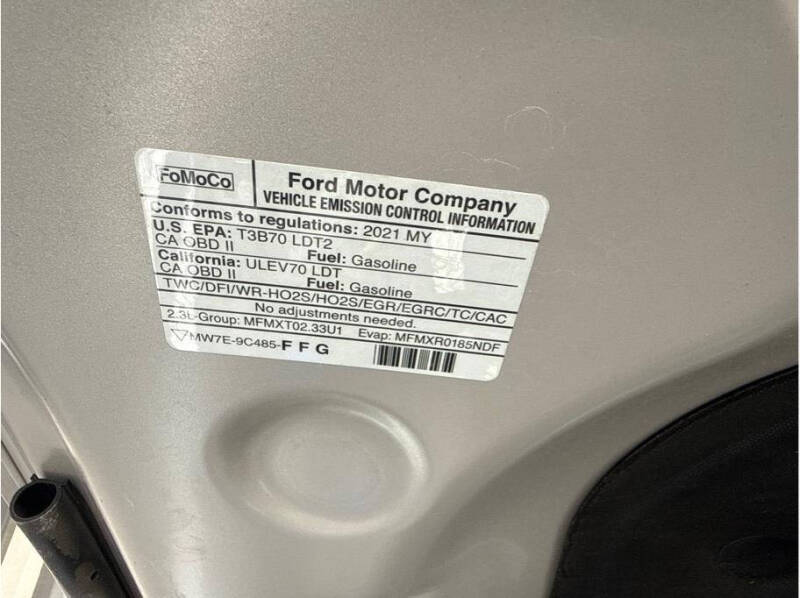 FoMoCo
Ford Motor Company
VEHICLE EMISSION CONTROL INFORMATION
Conforms to regulations: 2021 MY
U.S. EPA: T3B70 LDT2
CA OBD II Fuel: Gasoline
California: ULEV70 LDT
CA OBD II Fuel: Gasoline
TWC/DFI/WR-HO2S/HO2S/EGR/EGRC/TC/CAC
No adjustments needed.
2.3L-Group: MFMXT02.33U1 Evap: MFMXR0185NDF
MW7E-9C485-F F G